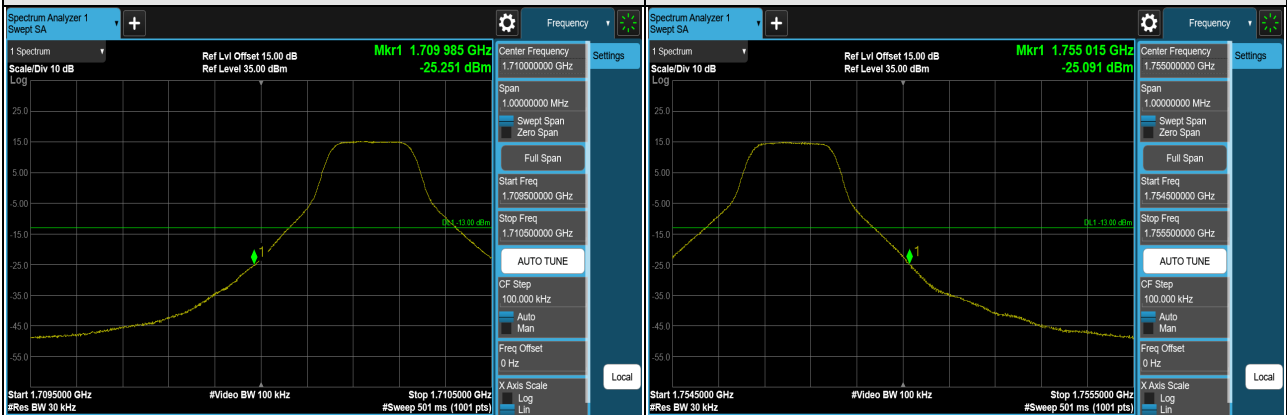 Spectrum Analyzer 1
Swept SA
+
Frequency
1 Spectrum
Scale/Div 10 dB
Log
Ref Lvl Offset 15.00 dB
Ref Level 35.00 dBm
Mkr1 1.709 985 GHz
-25.251 dBm
25.0
15.0
5.00
-5.00
-15.0
-25.0
-35.0
-45.0
-55.0
DL1 -13.00 dBm
1
Start 1.7095000 GHz
#Res BW 30 kHz
#Video BW 100 kHz
Stop 1.7105000 GHz
#Sweep 501 ms (1001 pts)
Center Frequency
1.710000000 GHz
Settings
Span
1.00000000 MHz
Swept Span
Zero Span
Full Span
Start Freq
1.709500000 GHz
Stop Freq
1.710500000 GHz
AUTO TUNE
CF Step
100.000 kHz
Auto
Man
Freq Offset
0 Hz
X Axis Scale
Log
Lin
Local
Spectrum Analyzer 1
Swept SA
+
Frequency
1 Spectrum
Scale/Div 10 dB
Log
Ref Lvl Offset 15.00 dB
Ref Level 35.00 dBm
Mkr1 1.755 015 GHz
-25.091 dBm
25.0
15.0
5.00
-5.00
-15.0
-25.0
-35.0
-45.0
-55.0
DL1 -13.00 dBm
1
Start 1.7545000 GHz
#Res BW 30 kHz
#Video BW 100 kHz
Stop 1.7555000 GHz
#Sweep 501 ms (1001 pts)
Center Frequency
1.755000000 GHz
Settings
Span
1.00000000 MHz
Swept Span
Zero Span
Full Span
Start Freq
1.754500000 GHz
Stop Freq
1.755500000 GHz
AUTO TUNE
CF Step
100.000 kHz
Auto
Man
Freq Offset
0 Hz
X Axis Scale
Log
Lin
Local